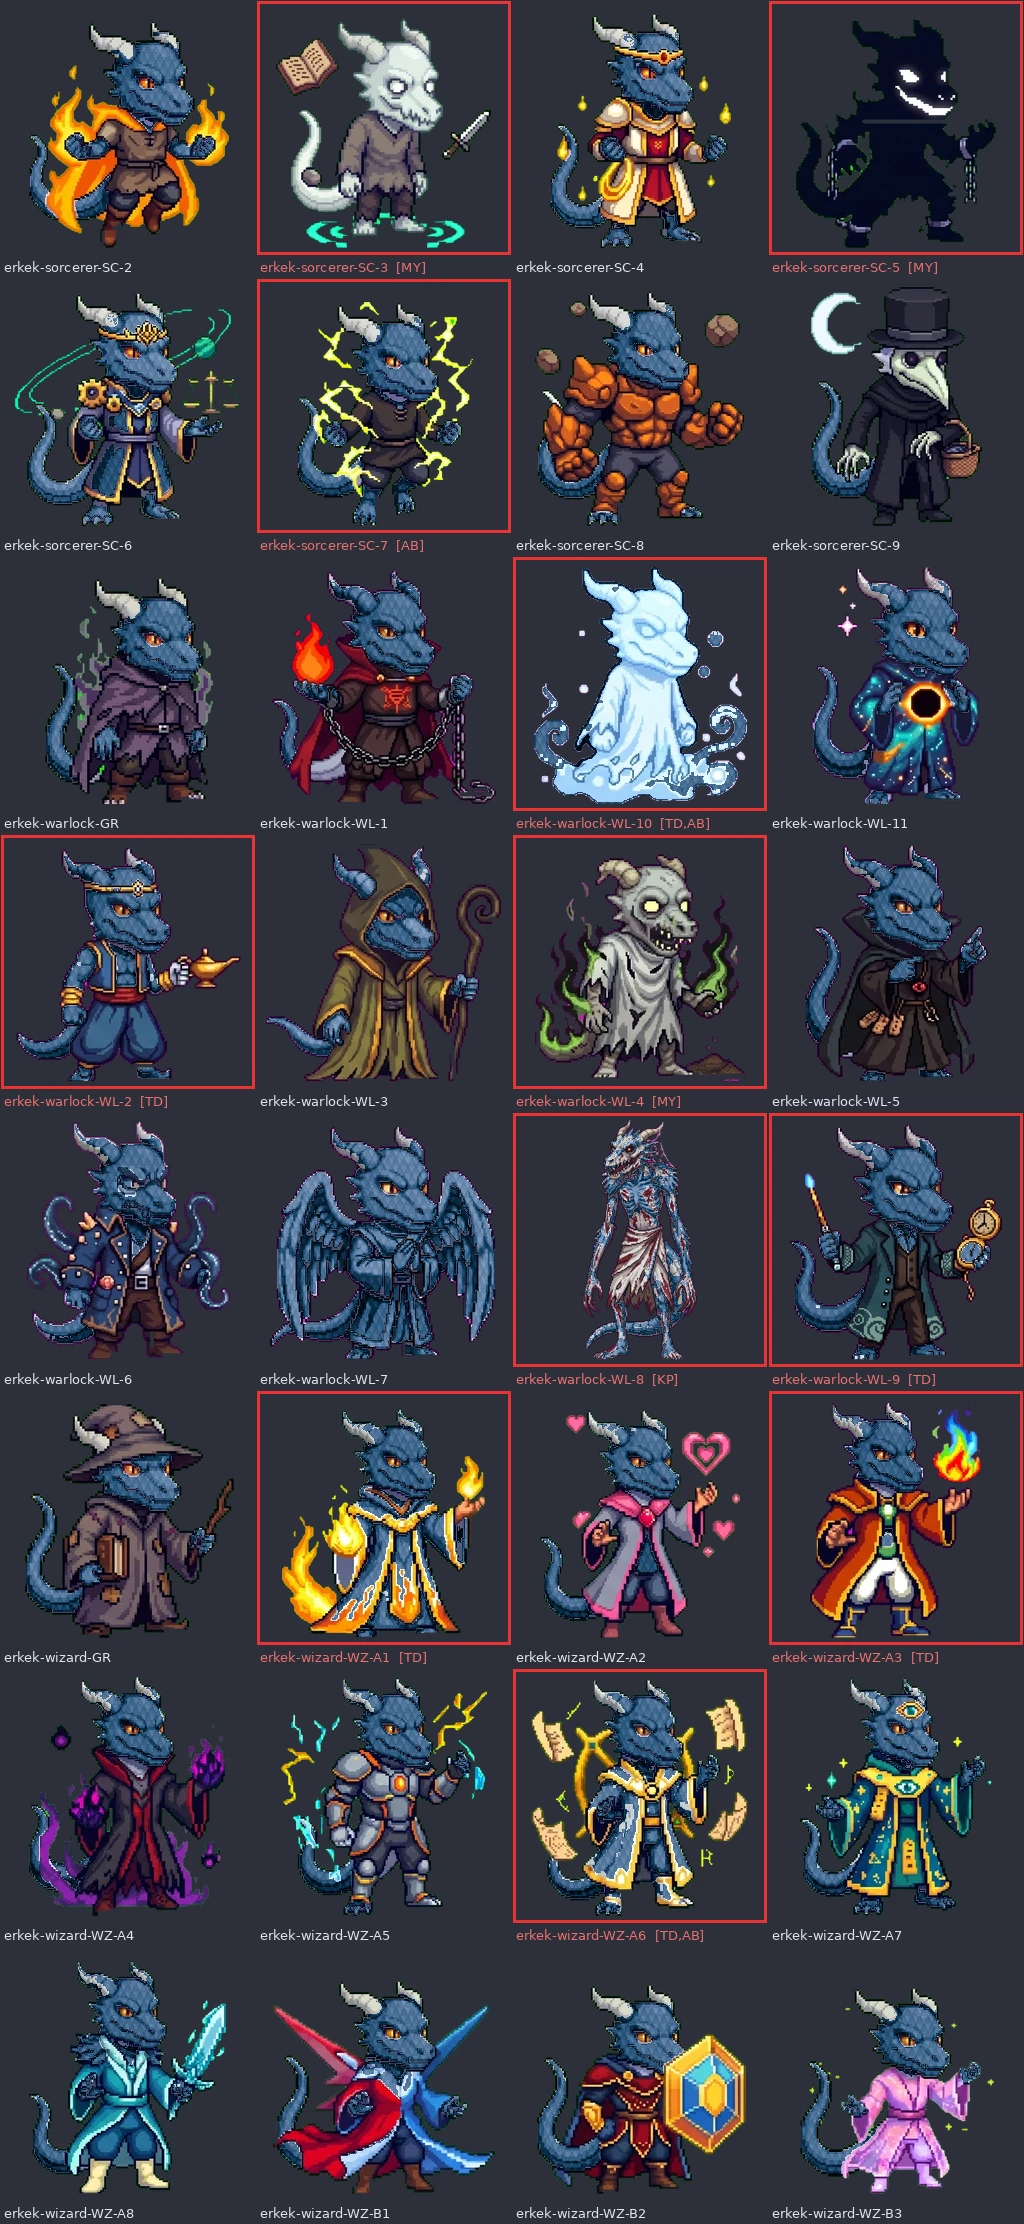 erkek-sorcerer-SC-2
erkek-sorcerer-SC-3 [MY]
erkek-sorcerer-SC-4
erkek-sorcerer-SC-5 [MY]
erkek-sorcerer-SC-6
erkek-sorcerer-SC-7 [AB]
erkek-sorcerer-SC-8
erkek-sorcerer-SC-9
erkek-warlock-GR
erkek-warlock-WL-1
erkek-warlock-WL-10 [TD,AB]
erkek-warlock-WL-11
erkek-warlock-WL-2 [TD]
erkek-warlock-WL-3
erkek-warlock-WL-4 [MY]
erkek-warlock-WL-5
erkek-warlock-WL-6
erkek-warlock-WL-7
erkek-warlock-WL-8 [KP]
erkek-warlock-WL-9 [TD]
erkek-wizard-GR
erkek-wizard-WZ-A1 [TD]
erkek-wizard-WZ-A2
erkek-wizard-WZ-A3 [TD]
erkek-wizard-WZ-A4
erkek-wizard-WZ-A5
erkek-wizard-WZ-A6 [TD,AB]
erkek-wizard-WZ-A7
erkek-wizard-WZ-A8
erkek-wizard-WZ-B1
erkek-wizard-WZ-B2
erkek-wizard-WZ-B3